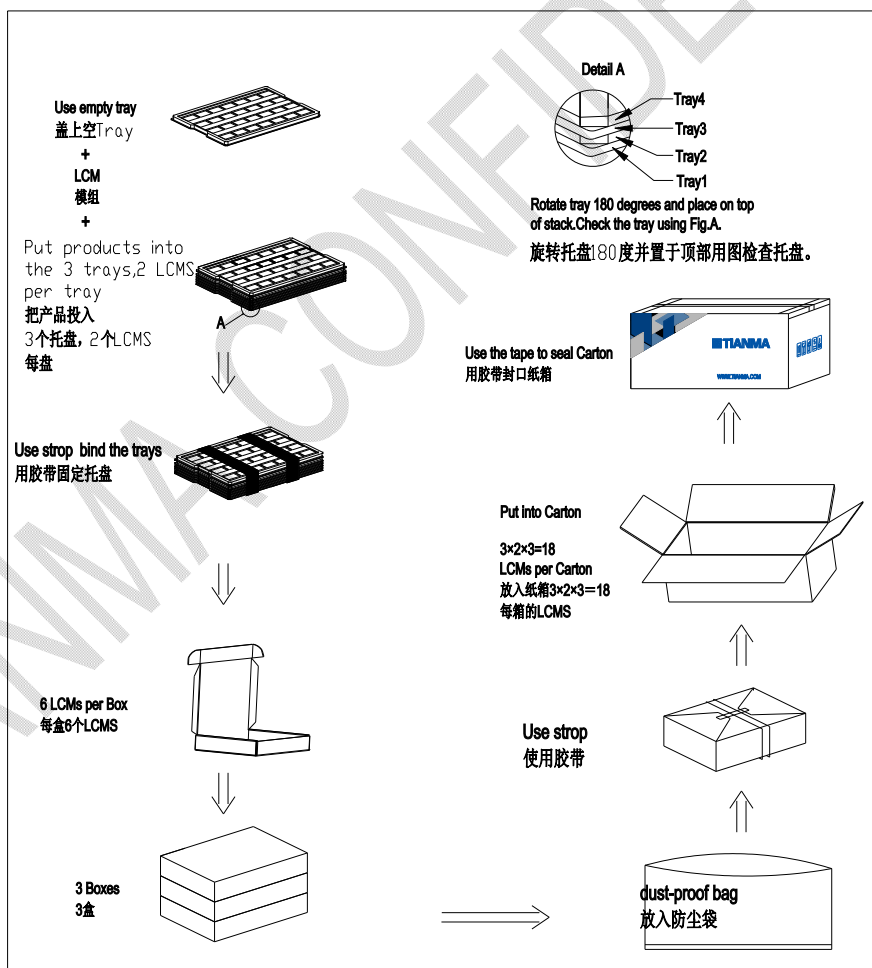 Use empty tray
盖上空Tray
+
LCM
模组
+
Put products into
the 3 trays,2 LCMS
per tray
把产品投入
3个托盘，2个LCMS
每盘
A
Use strop bind the trays
用胶带固定托盘
6 LCMs per Box
每盒6个LCMS
3 Boxes
3盒
dust-proof bag
放入防尘袋
Use strop
使用胶带
Put into Carton
3×2×3=18
LCMs per Carton
放入纸箱3×2×3＝18
每箱的LCMS
Use the tape to seal Carton
用胶带封口纸箱
TIANMA
WWW.TIANMA.COM
Detail A
Tray4
Tray3
Tray2
Tray1
Rotate tray 180 degrees and place on top
of stack.Check the tray using Fig.A.
旋转托盘180度并置于顶部用图检查托盘。
ANMA CONFIDE